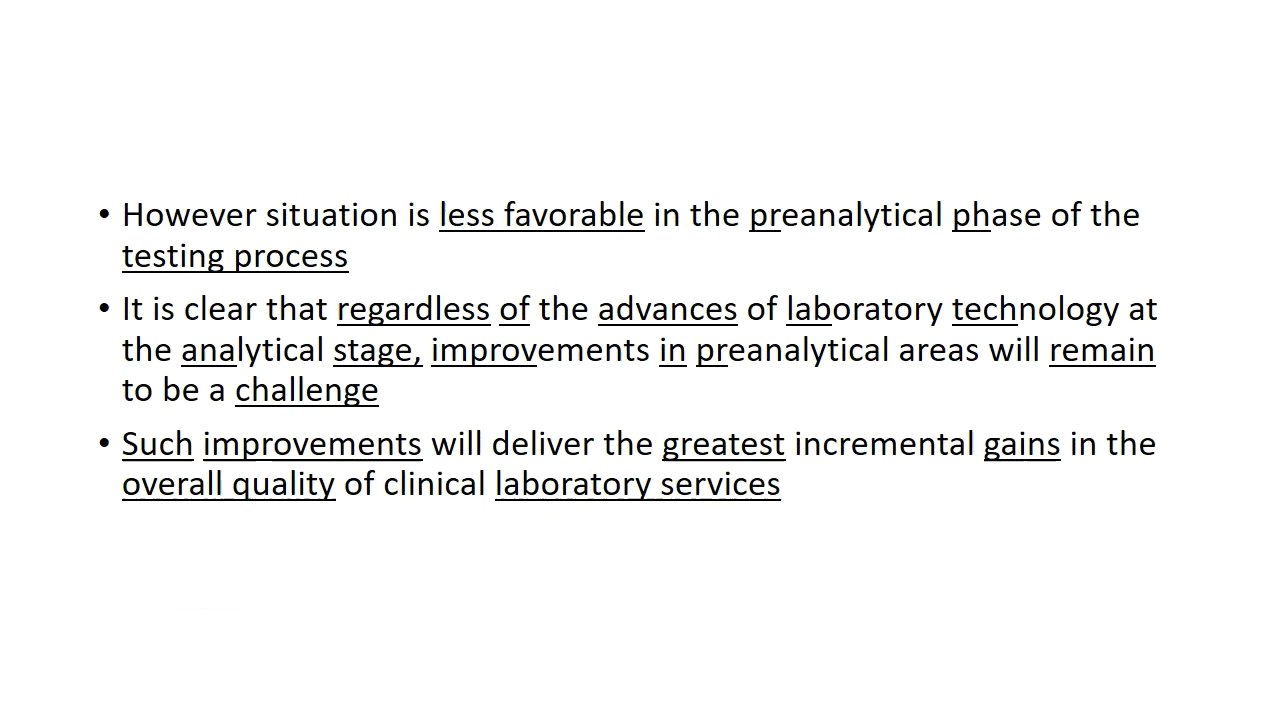 • However situation is less favorable in the preanalytical phase of the
testing process
• It is clear that regardless of the advances of laboratory technology at
the analytical stage, improvements in preanalytical areas will remain
to be a challenge
• Such improvements will deliver the greatest incremental gains in the
overall quality of clinical laboratory services